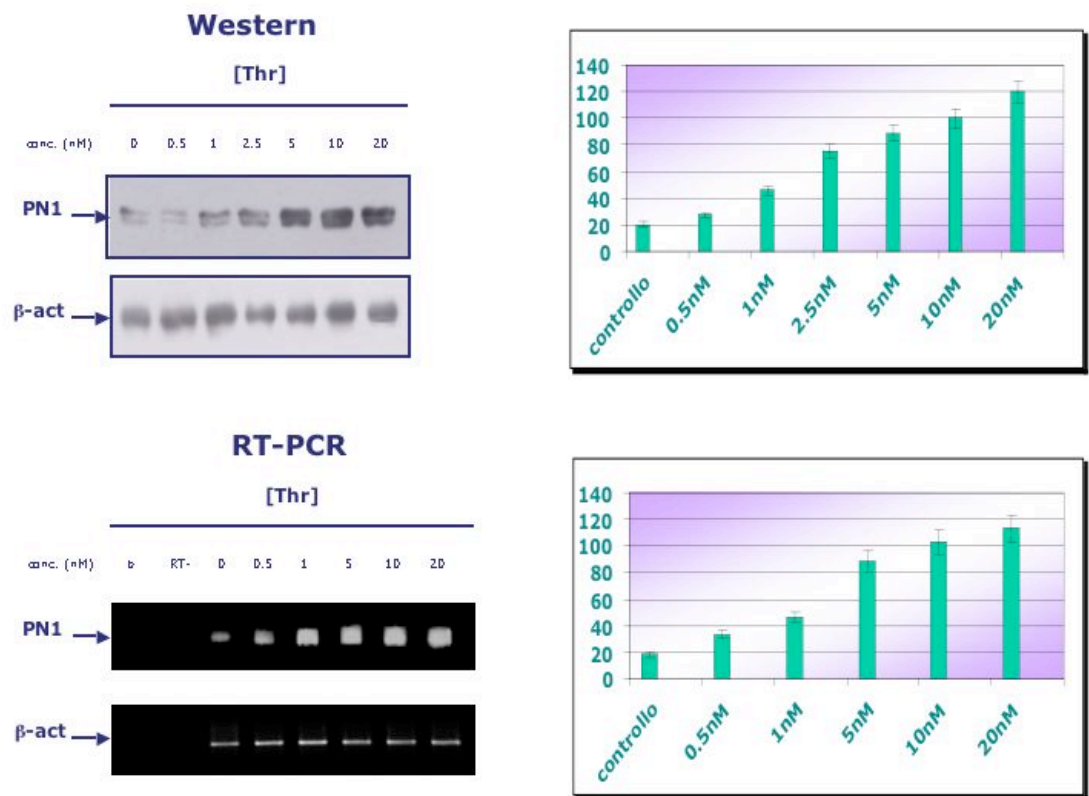 Western
[Thr]
conc. (nM) 0 0.5 1 2.5 5 10 20
PN1
β-act
140
120
100
80
60
40
20
0
controllo
0.5nM
1nM
2.5nM
5nM
10nM
20nM
RT-PCR
[Thr]
conc. (nM) b RT- 0 0.5 1 5 10 20
PN1
β-act
140
120
100
80
60
40
20
0
controllo
0.5nM
1nM
5nM
10nM
20nM